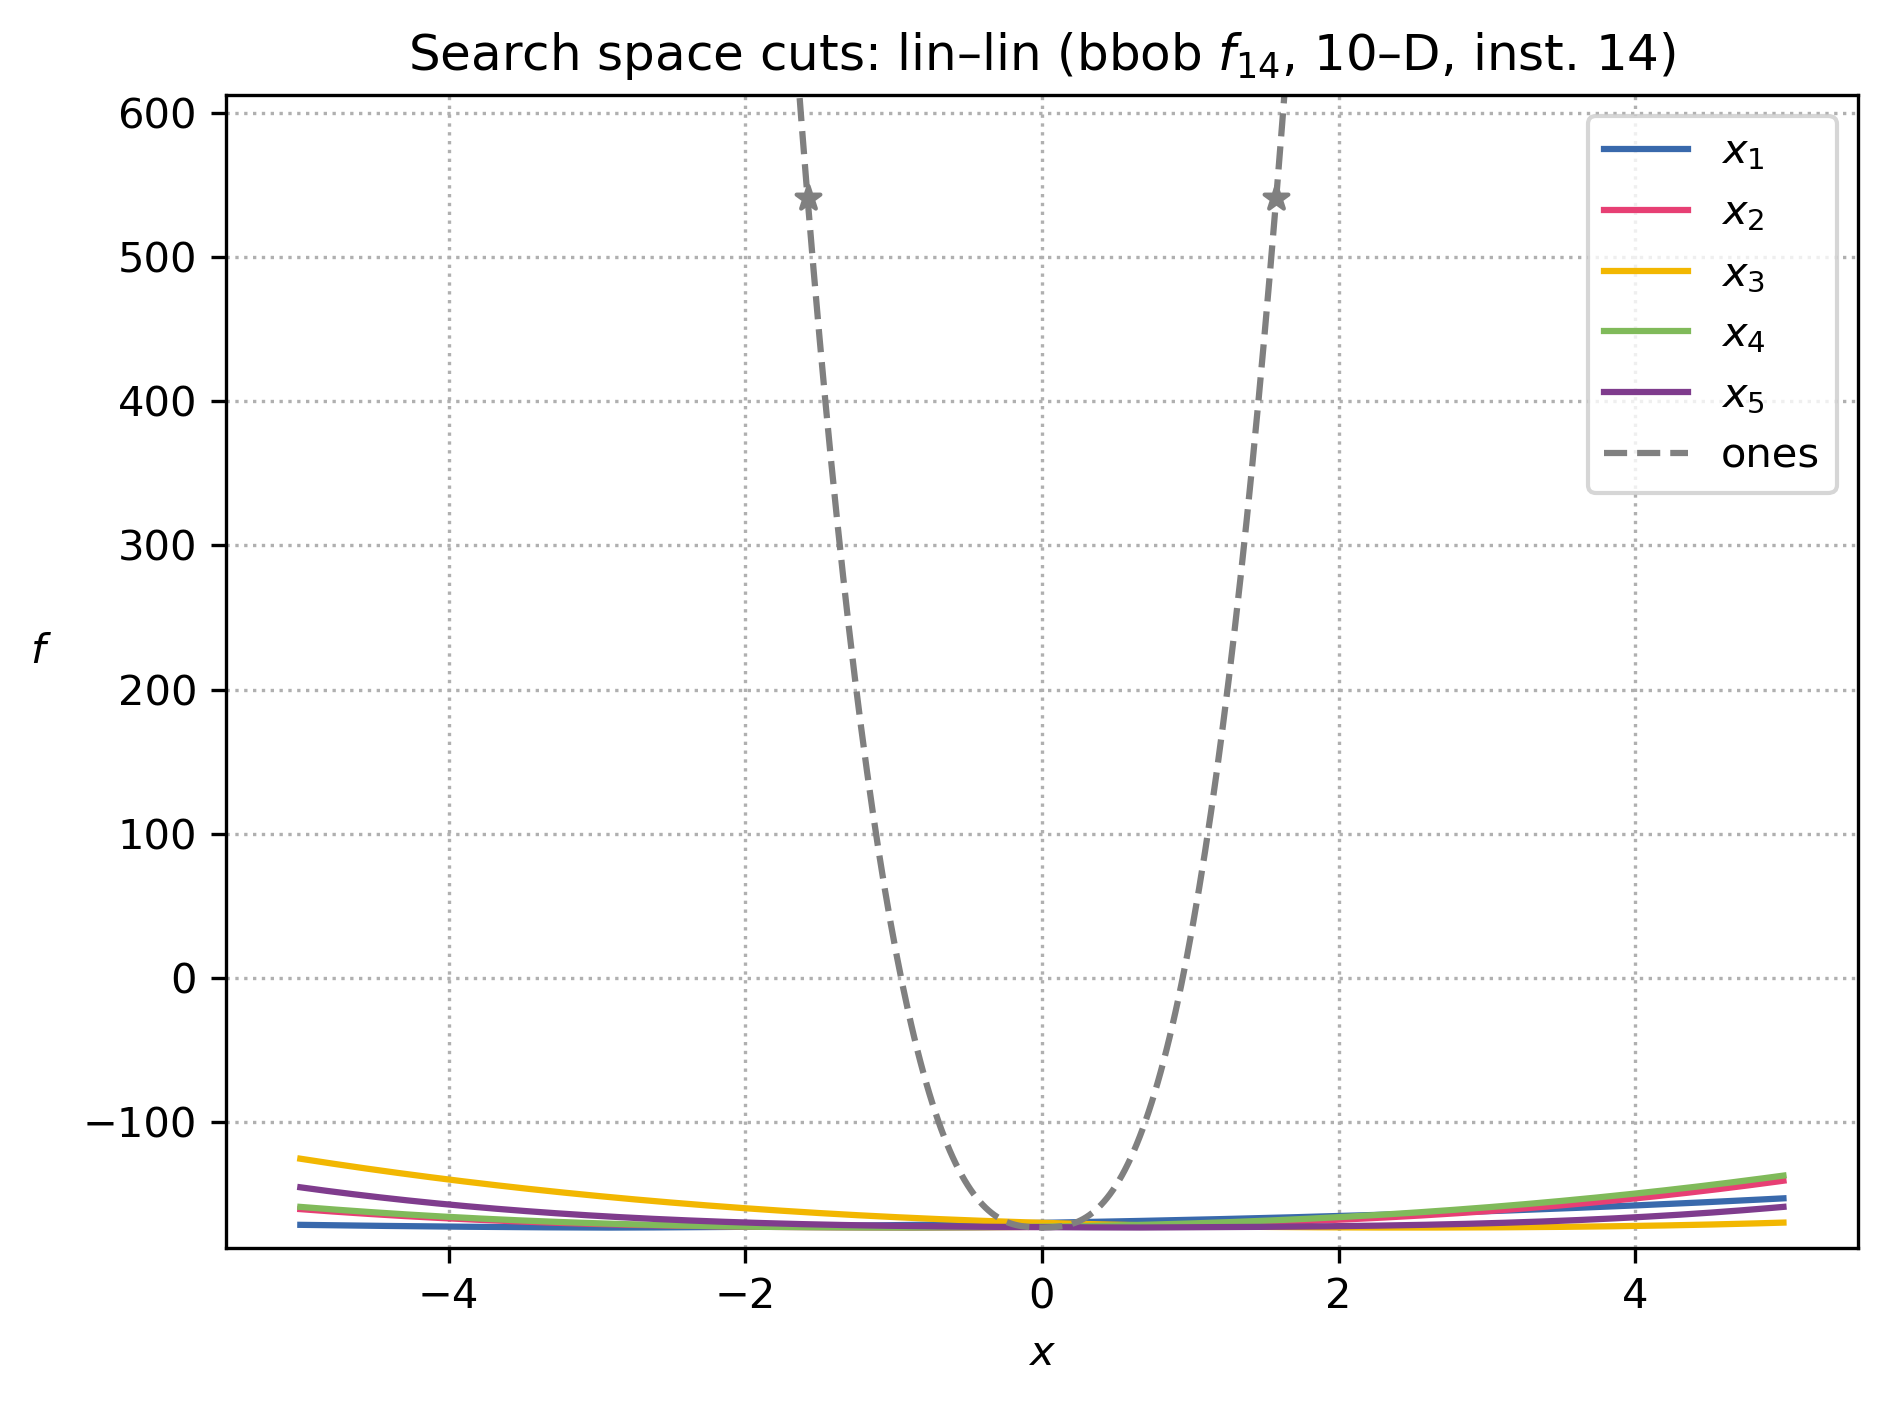 Search space cuts: lin–lin (bbob f14, 10–D, inst. 14)
600
500
400
300
200
100
0
−100
f
−4
−2
0
2
4
x
x1
x2
x3
x4
x5
ones